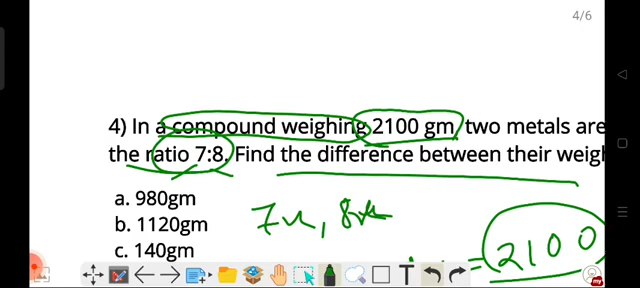 4/6
4) In a compound weighing 2100 gm, two metals are
the ratio 7:8. Find the difference between their weigh
a. 980gm
b. 1120gm
c. 140gm
7x, 8x
= 2100
T